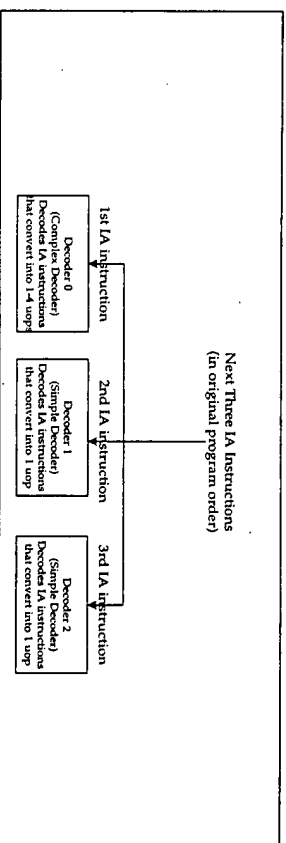 Next Three IA Instructions
(in original program order)
1st IA instruction
2nd IA instruction
3rd IA instruction
Decoder 0
(Complex Decoder)
Decodes IA instructions
that convert into 1-4 uops
Decoder 1
(Simple Decoder)
Decodes IA instructions
that convert into 1 uop
Decoder 2
(Simple Decoder)
Decodes IA instructions
that convert into 1 uop